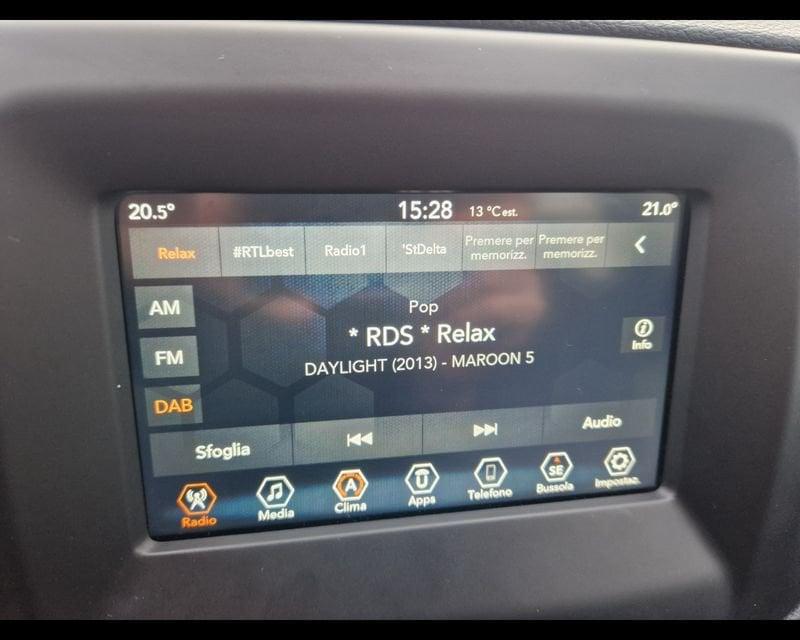 20.5° 15:28 13 °C est. 21.0°
Relax #RTLbest Radio1 'StDelta Premere per memorizz. Premere per memorizz.
AM
FM
DAB
Pop
* RDS * Relax
DAYLIGHT (2013) - MAROON 5
Info
Sfoglia Audio
A SE
Radio Media Clima Apps Telefono Bussola Impostaz.